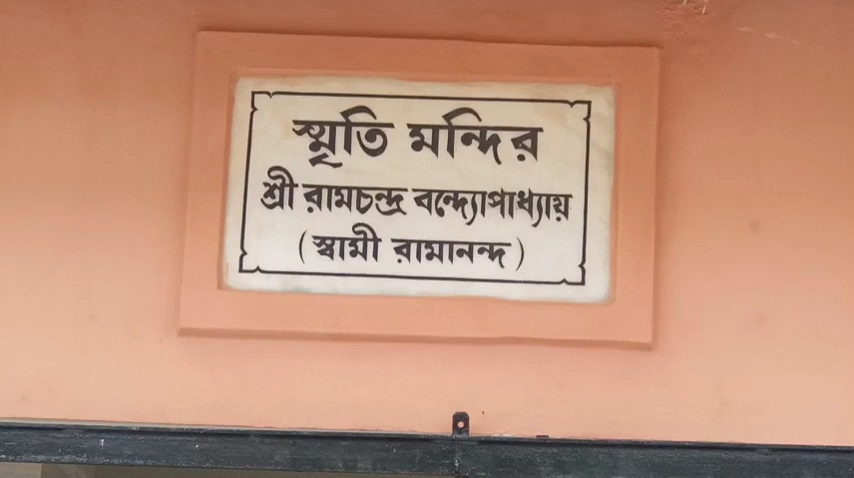 স্মৃতি মন্দির
শ্রী রামচন্দ্র বন্দ্যোপাধ্যায়
(স্বামী রামানন্দ)